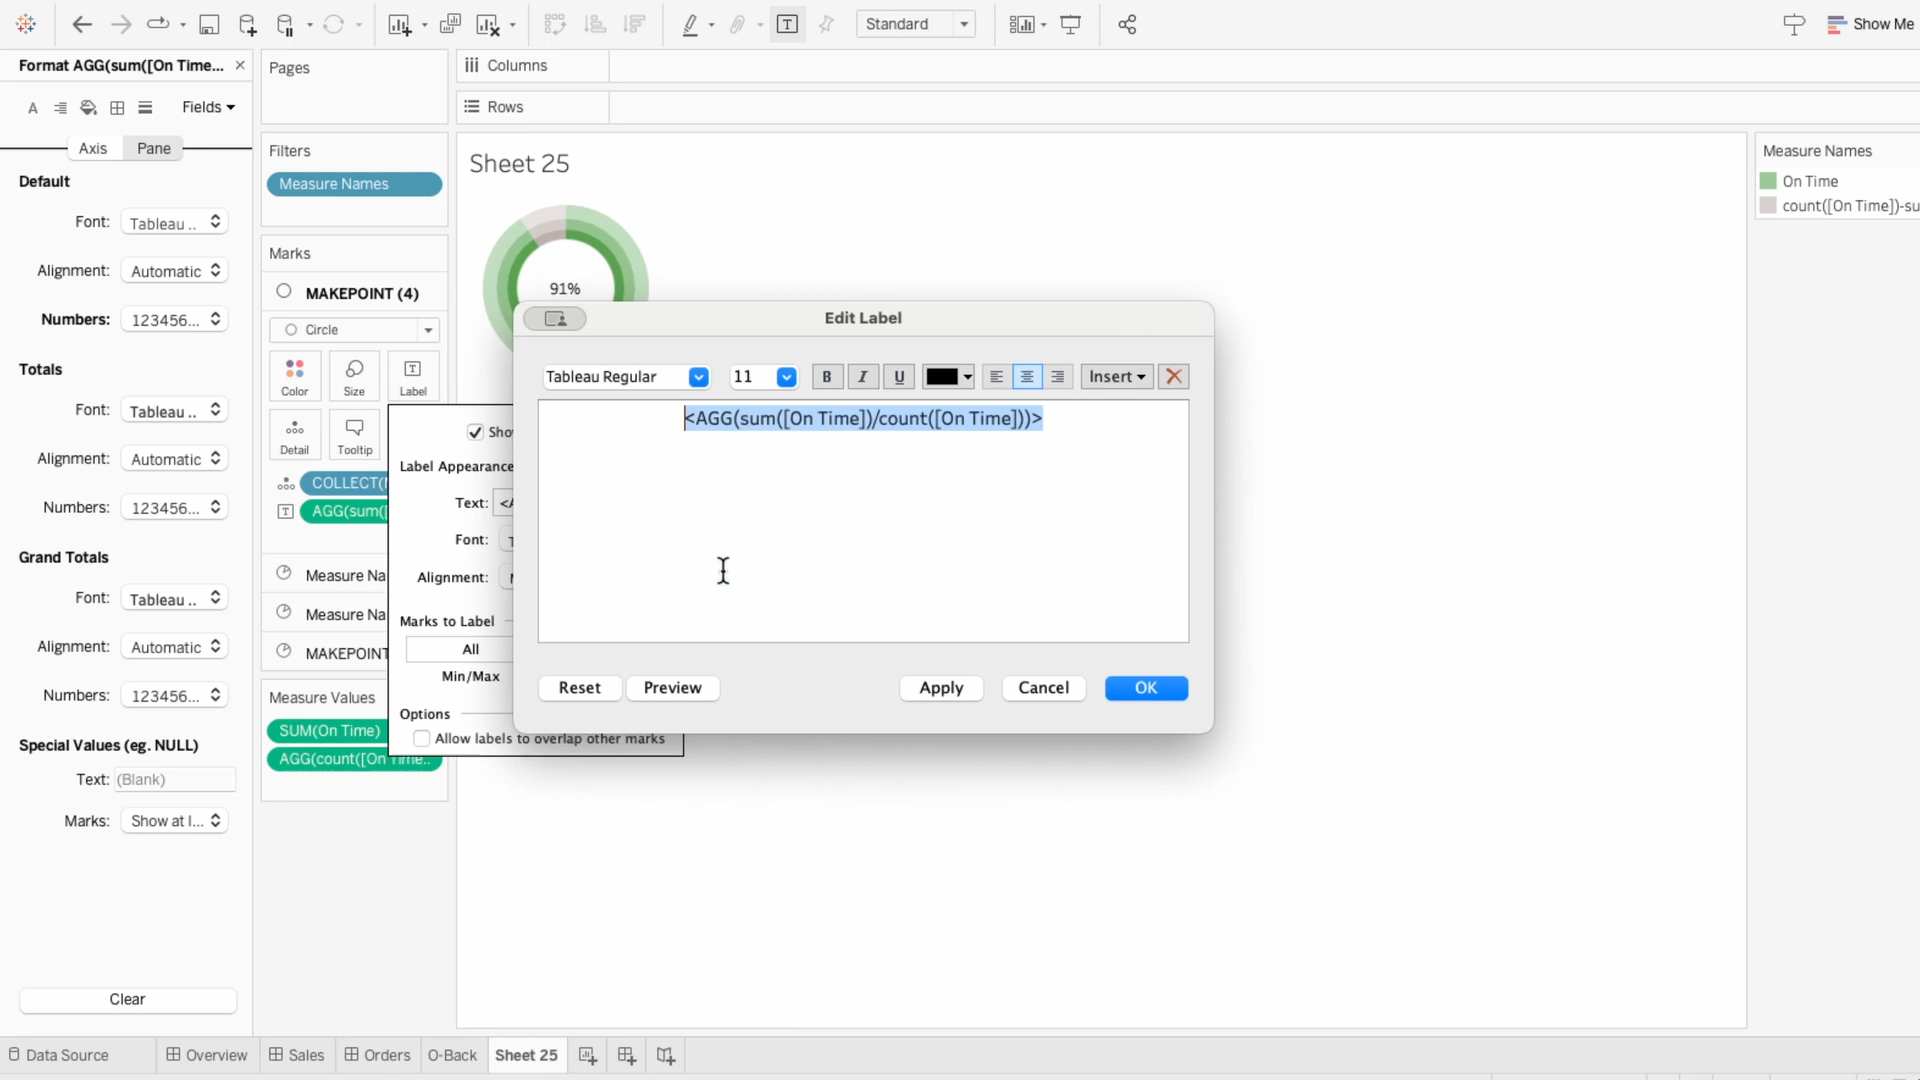 Standard
Show Me
Format AGG(sum([On Time...
Fields
Axis
Pane
Default
Font:
Tableau ..
Alignment:
Automatic
Numbers:
123456...
Totals
Font:
Tableau ..
Alignment:
Automatic
Numbers:
123456...
Grand Totals
Font:
Tableau ..
Alignment:
Automatic
Numbers:
123456...
Special Values (eg. NULL)
Text:
(Blank)
Marks:
Show at l...
Clear
Pages
Filters
Measure Names
Marks
MAKEPOINT (4)
Circle
Color
Size
Label
Detail
Tooltip
COLLECT(
AGG(sum([
Measure Na
Measure Na
MAKEPOINT
Measure Values
SUM(On Time)
AGG(count([On Time..
Columns
Rows
Sheet 25
91%
Label Appearance
Text:
Font:
Alignment:
Marks to Label
All
Min/Max
Options
Allow labels to overlap other marks
Edit Label
Tableau Regular
11
B
I
U
Insert
<AGG(sum([On Time])/count([On Time]))>
Reset
Preview
Apply
Cancel
OK
Measure Names
On Time
count([On Time])-su
Data Source
Overview
Sales
Orders
O-Back
Sheet 25